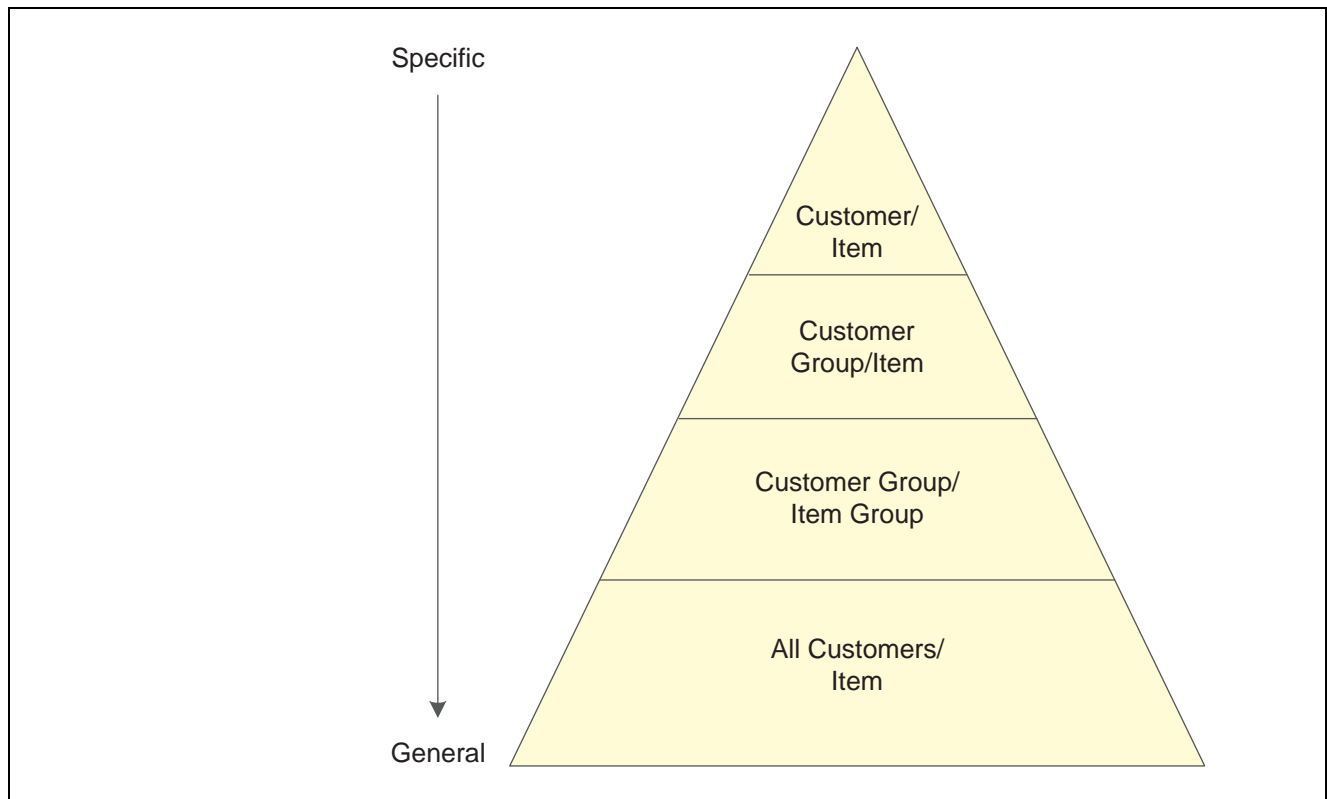 Specific
Customer/
Item
Customer
Group/Item
Customer Group/
Item Group
All Customers/
Item
General